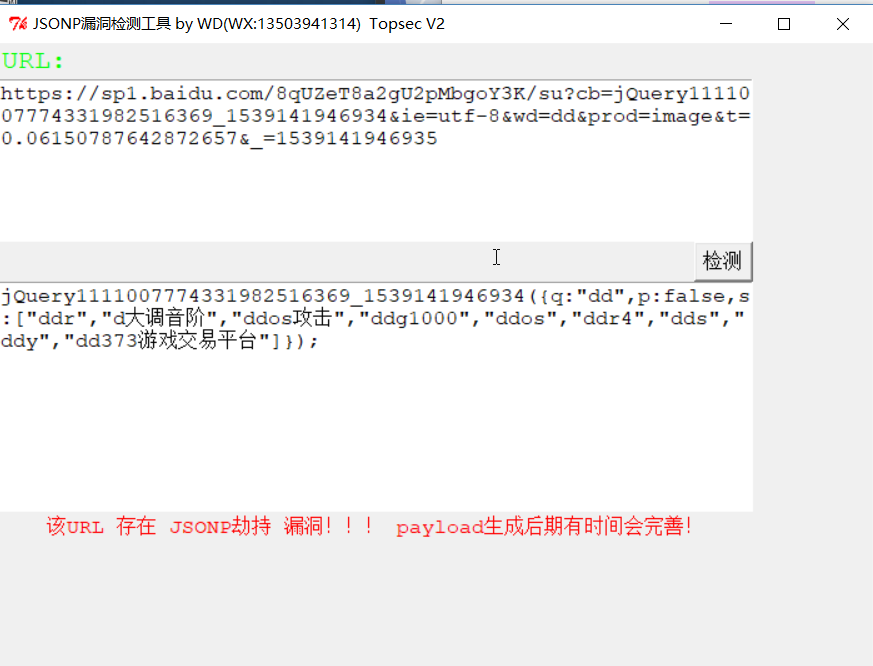 JSONP漏洞检测工具 by WD(WX:13503941314) Topsec V2
URL:
https://sp1.baidu.com/8qUZeT8a2gU2pMbgoY3K/su?cb=jQuery11110
07774331982516369_1539141946934&ie=utf-8&wd=dd&prod=image&t=
0.06150787642872657&_=1539141946935
检测
jQuery1111007774331982516369_1539141946934({q:"dd",p:false,s
:["ddr","d大调音阶","ddos攻击","ddg1000","ddos","ddr4","dds","
ddy","dd373游戏交易平台"]});
该URL 存在 JSONP劫持 漏洞！！！ payload生成后期有时间会完善！